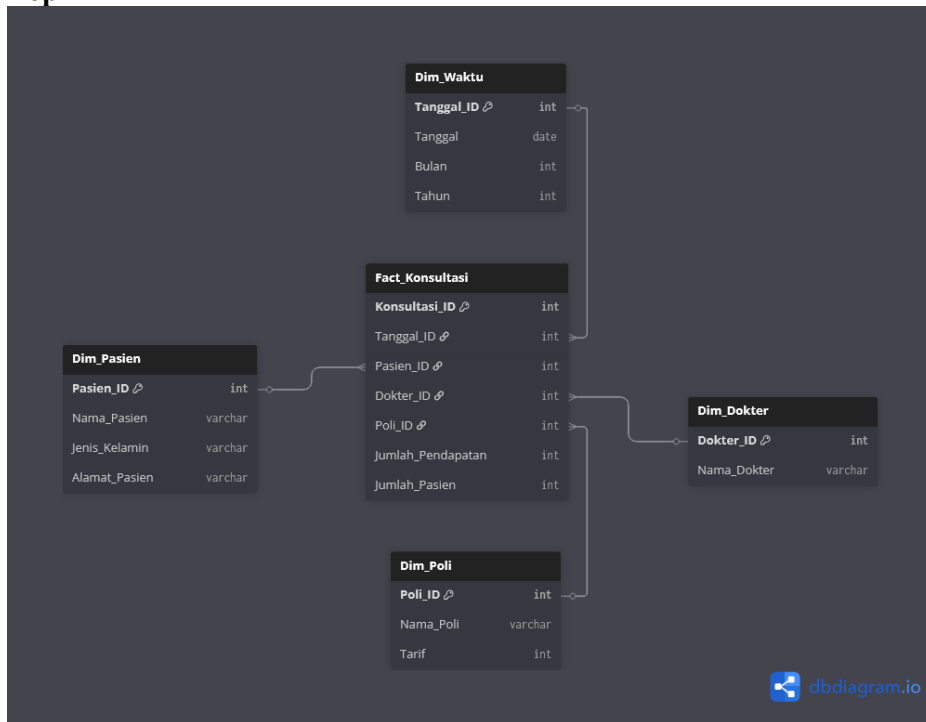 Dim_Waktu
Tanggal_ID int
Tanggal date
Bulan int
Tahun int
Fact_Konsultasi
Konsultasi_ID int
Tanggal_ID int
Pasien_ID int
Dokter_ID int
Poli_ID int
Jumlah_Pendapatan int
Jumlah_Pasien int
Dim_Pasien
Pasien_ID int
Nama_Pasien varchar
Jenis_Kelamin varchar
Alamat_Pasien varchar
Dim_Dokter
Dokter_ID int
Nama_Dokter varchar
Dim_Poli
Poli_ID int
Nama_Poli varchar
Tarif int
dbdiagram.io